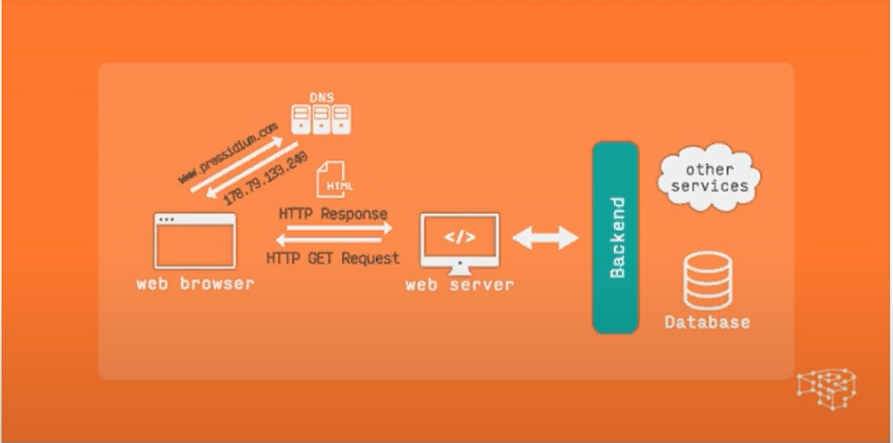 DNS
www.pressidium.com
178.79.133.240
HTML
HTTP Response
HTTP GET Request
web browser
</>
web server
Backend
other
services
Database